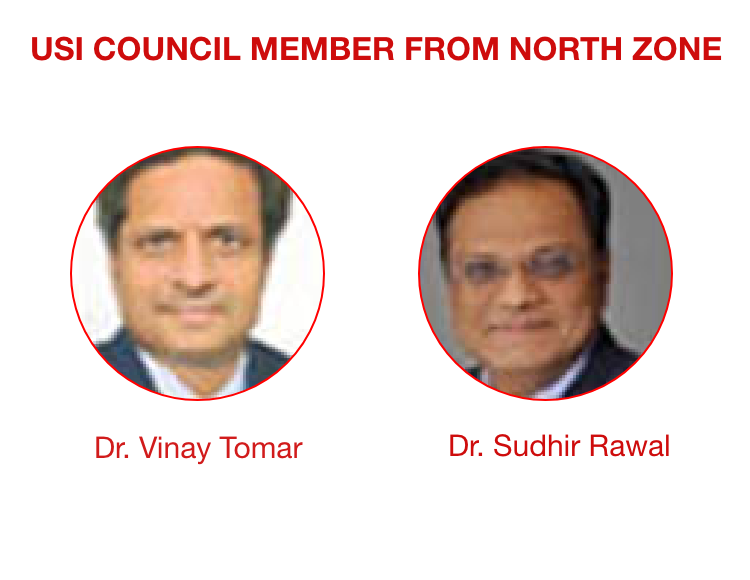 USI COUNCIL MEMBER FROM NORTH ZONE
Dr. Vinay Tomar
Dr. Sudhir Rawal